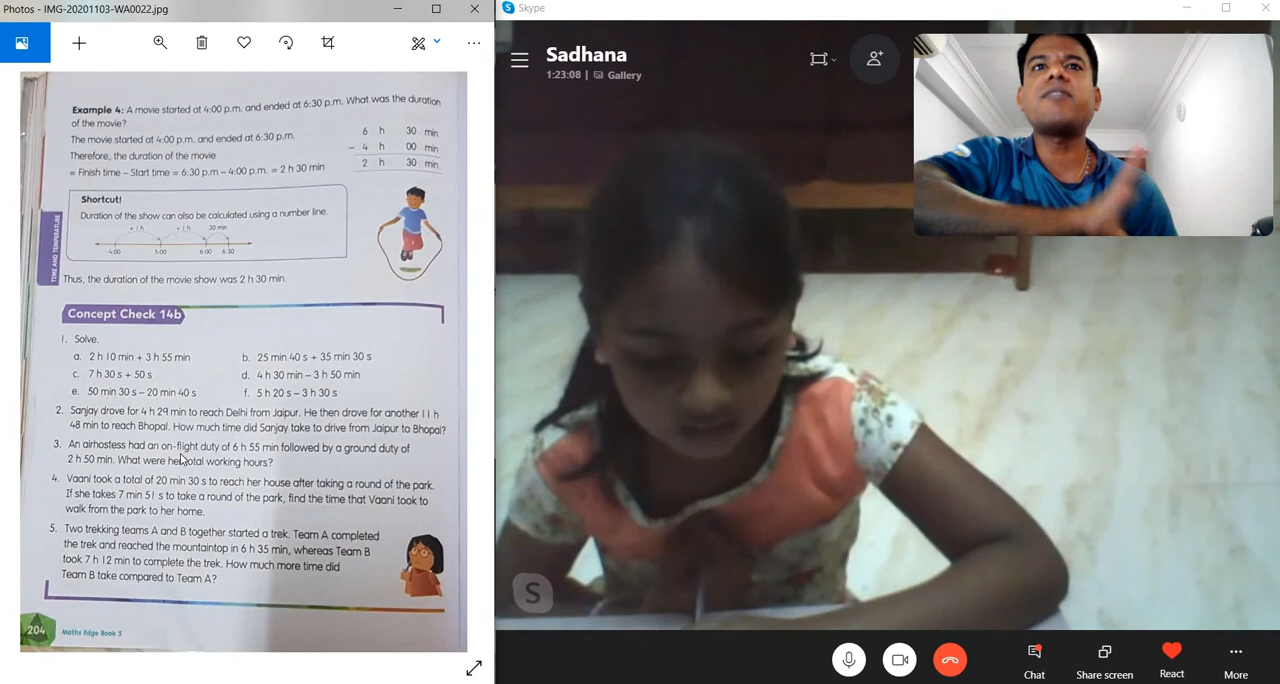 Photos - IMG-20201103-WA0022.jpg
Example 4: A movie started at 4:00 p.m. and ended at 6:30 p.m. What was the duration
of the movie?
The movie started at 4:00 p.m. and ended at 6:30 p.m.
Therefore, the duration of the movie
= Finish time – Start time = 6:30 p.m – 4:00 p.m. = 2 h 30 min
6 h 30 min
– 4 h 00 min
2 h 30 min
Shortcut!
Duration of the show can also be calculated using a number line.
+ 1 h + 1 h 30 min
4:00 5:00 6:00 6:30
Thus, the duration of the movie show was 2 h 30 min.
TIME AND TEMPERATURE
Concept Check 14b
1. Solve.
a. 2 h 10 min + 3 h 55 min b. 25 min 40 s + 35 min 30 s
c. 7 h 30 s + 50 s d. 4 h 30 min – 3 h 50 min
e. 50 min 30 s – 20 min 40 s f. 5 h 20 s – 3 h 30 s
2. Sanjay drove for 4 h 29 min to reach Delhi from Jaipur. He then drove for another 11 h
48 min to reach Bhopal. How much time did Sanjay take to drive from Jaipur to Bhopal?
3. An airhostess had an on-flight duty of 6 h 55 min followed by a ground duty of
2 h 50 min. What were her total working hours?
4. Vaani took a total of 20 min 30 s to reach her house after taking a round of the park.
If she takes 7 min 51 s to take a round of the park, find the time that Vaani took to
walk from the park to her home.
5. Two trekking teams A and B together started a trek. Team A completed
the trek and reached the mountaintop in 6 h 35 min, whereas Team B
took 7 h 12 min to complete the trek. How much more time did
Team B take compared to Team A?
204 Maths Edge Book 5
Skype
Sadhana
1:23:08 | Gallery
S
Chat Share screen React More